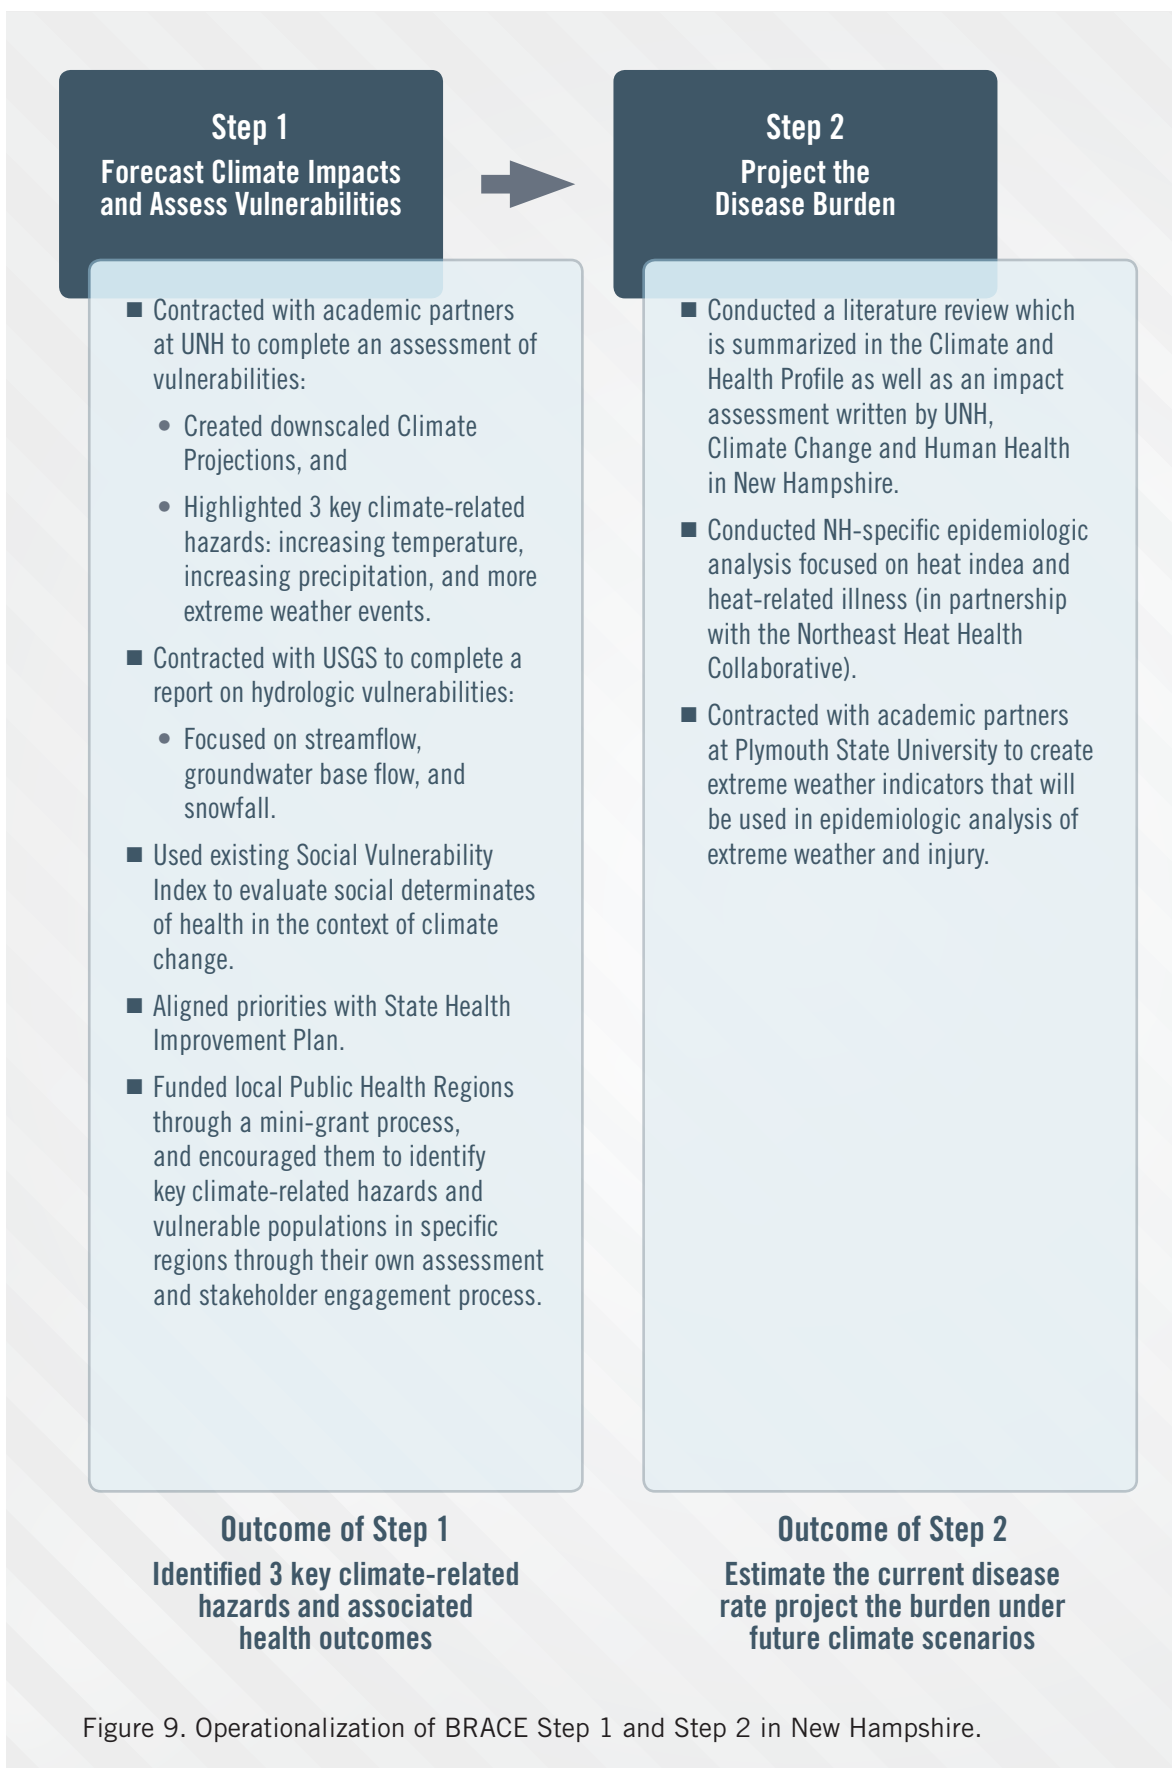 Step 1
Forecast Climate Impacts
and Assess Vulnerabilities
■ Contracted with academic partners
at UNH to complete an assessment of
vulnerabilities:
• Created downscaled Climate
Projections, and
• Highlighted 3 key climate-related
hazards: increasing temperature,
increasing precipitation, and more
extreme weather events.
■ Contracted with USGS to complete a
report on hydrologic vulnerabilities:
• Focused on streamflow,
groundwater base flow, and
snowfall.
■ Used existing Social Vulnerability
Index to evaluate social determinates
of health in the context of climate
change.
■ Aligned priorities with State Health
Improvement Plan.
■ Funded local Public Health Regions
through a mini-grant process,
and encouraged them to identify
key climate-related hazards and
vulnerable populations in specific
regions through their own assessment
and stakeholder engagement process.
Outcome of Step 1
Identified 3 key climate-related
hazards and associated
health outcomes
Step 2
Project the
Disease Burden
■ Conducted a literature review which
is summarized in the Climate and
Health Profile as well as an impact
assessment written by UNH,
Climate Change and Human Health
in New Hampshire.
■ Conducted NH-specific epidemiologic
analysis focused on heat indea and
heat-related illness (in partnership
with the Northeast Heat Health
Collaborative).
■ Contracted with academic partners
at Plymouth State University to create
extreme weather indicators that will
be used in epidemiologic analysis of
extreme weather and injury.
Outcome of Step 2
Estimate the current disease
rate project the burden under
future climate scenarios
Figure 9. Operationalization of BRACE Step 1 and Step 2 in New Hampshire.